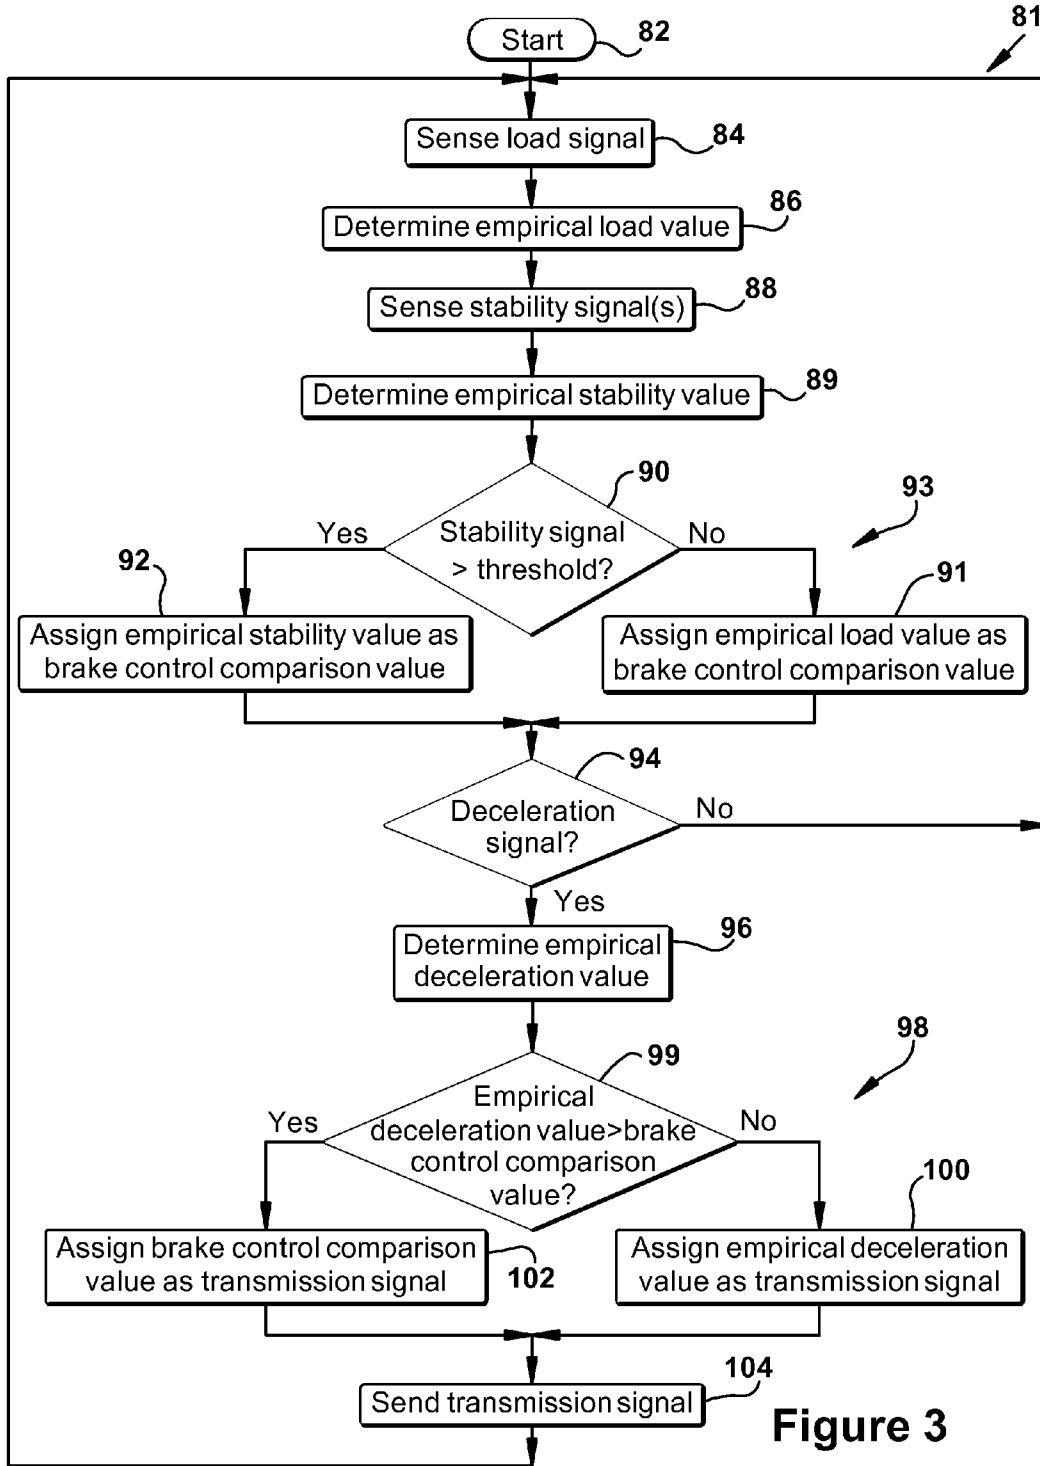 Start
82
81
Sense load signal
84
Determine empirical load value
86
Sense stability signal(s)
88
Determine empirical stability value
89
90
Stability signal
> threshold?
Yes
No
93
92
91
Assign empirical stability value as
brake control comparison value
Assign empirical load value as
brake control comparison value
94
Deceleration
signal?
No
Yes
Determine empirical
deceleration value
96
98
99
Empirical
deceleration value>brake
control comparison
value?
Yes
No
100
Assign brake control comparison
value as transmission signal
102
Assign empirical deceleration
value as transmission signal
Send transmission signal
104
Figure 3